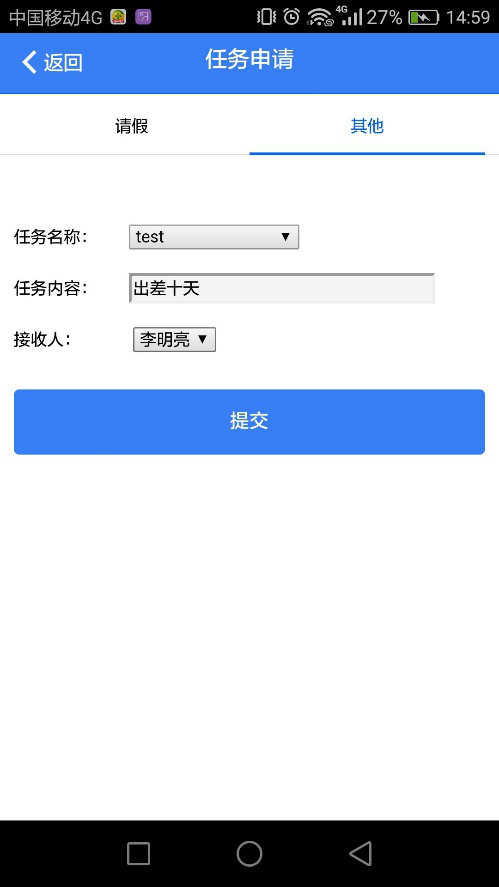 中国移动4G 4G 27% 14:59
返回 任务申请
请假 其他
任务名称: test
任务内容: 出差十天
接收人: 李明亮
提交